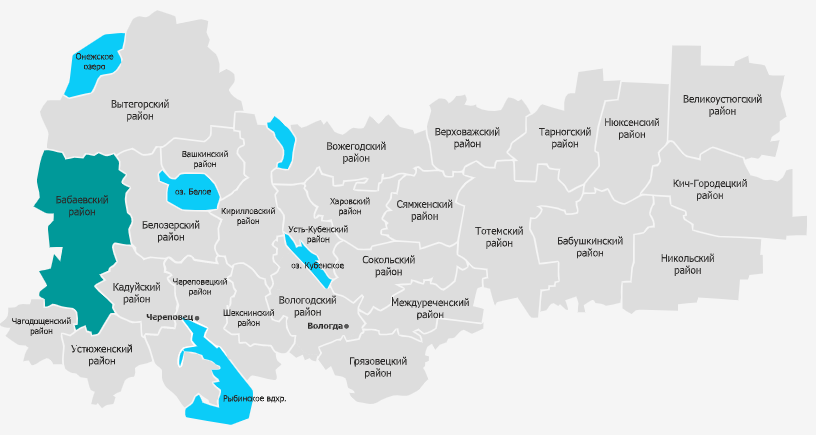 Онежское
озеро
Вытегорский
район
Великоустюгский
район
Нюксенский
район
Тарногский
район
Верховажский
район
Вожегодский
район
Вашкинский
район
оз. Белое
Бабаевский
район
Кич-Городецкий
район
Харовский
район
Сямженский
район
Кирилловский
район
Белозерский
район
Усть-Кубенский
район
Тотемский
район
Бабушкинский
район
Никольский
район
оз. Кубенское
Сокольский
район
Кадуйский
район
Череповецкий
район
Вологодский
район
Междуреченский
район
Шекснинский
район
Чагодощенский
район
Череповец
Вологда
Устюженский
район
Грязовецкий
район
Рыбинское вдхр.